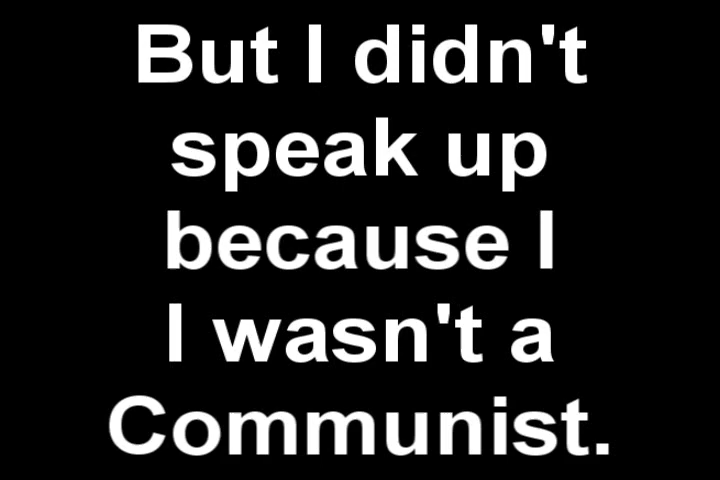 But I didn't
speak up
because I
I wasn't a
Communist.